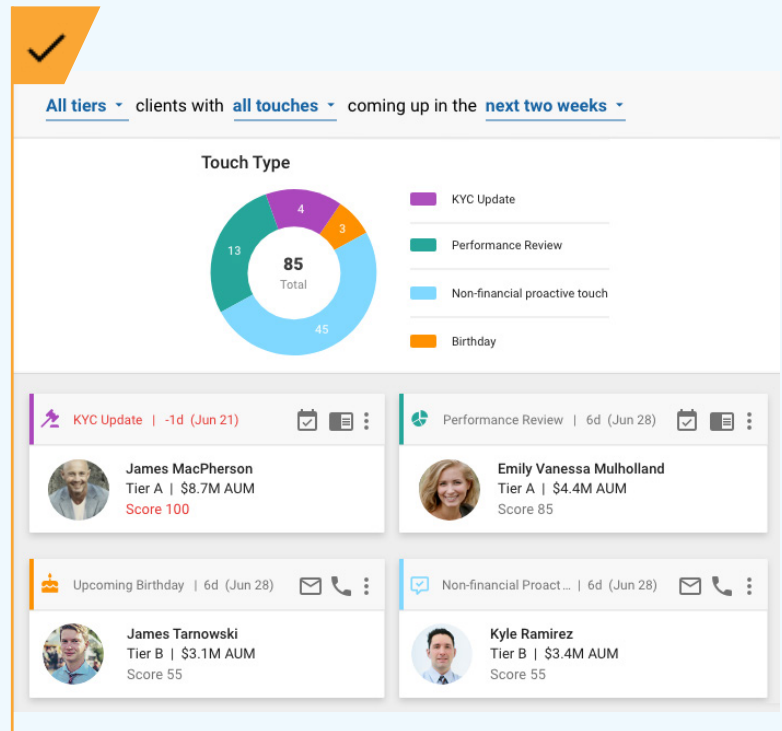 All tiers clients with all touches coming up in the next two weeks
Touch Type
4
3
13
45
85
Total
KYC Update
Performance Review
Non-financial proactive touch
Birthday
KYC Update | -1d (Jun 21)
James MacPherson
Tier A | $8.7M AUM
Score 100
Performance Review | 6d (Jun 28)
Emily Vanessa Mulholland
Tier A | $4.4M AUM
Score 85
Upcoming Birthday | 6d (Jun 28)
James Tarnowski
Tier B | $3.1M AUM
Score 55
Non-financial Proact... | 6d (Jun 28)
Kyle Ramirez
Tier B | $3.4M AUM
Score 55